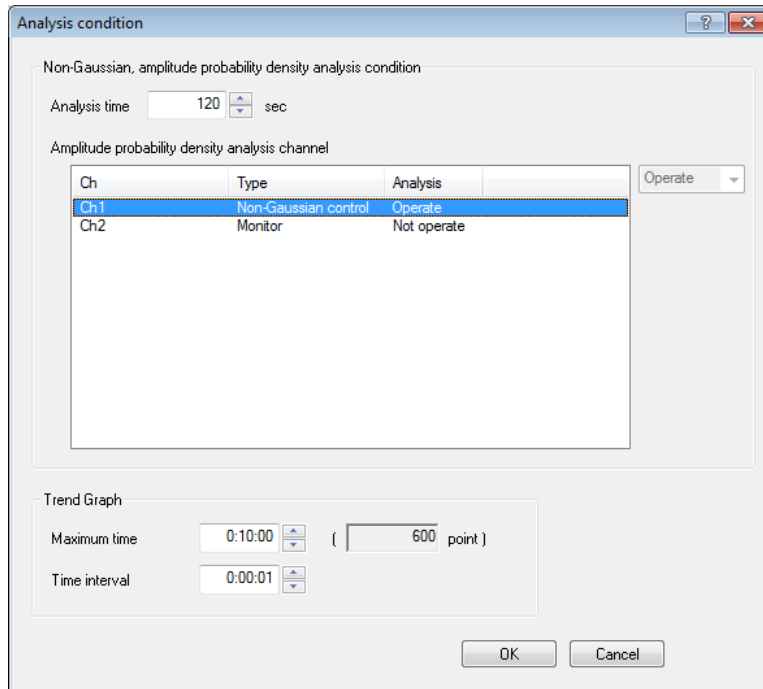 Analysis condition
Non-Gaussian, amplitude probability density analysis condition
Analysis time 120 sec
Amplitude probability density analysis channel
Ch Type Analysis Operate
Ch1 Non-Gaussian control Operate
Ch2 Monitor Not operate
Trend Graph
Maximum time 0:10:00 ( 600 point )
Time interval 0:00:01
OK Cancel